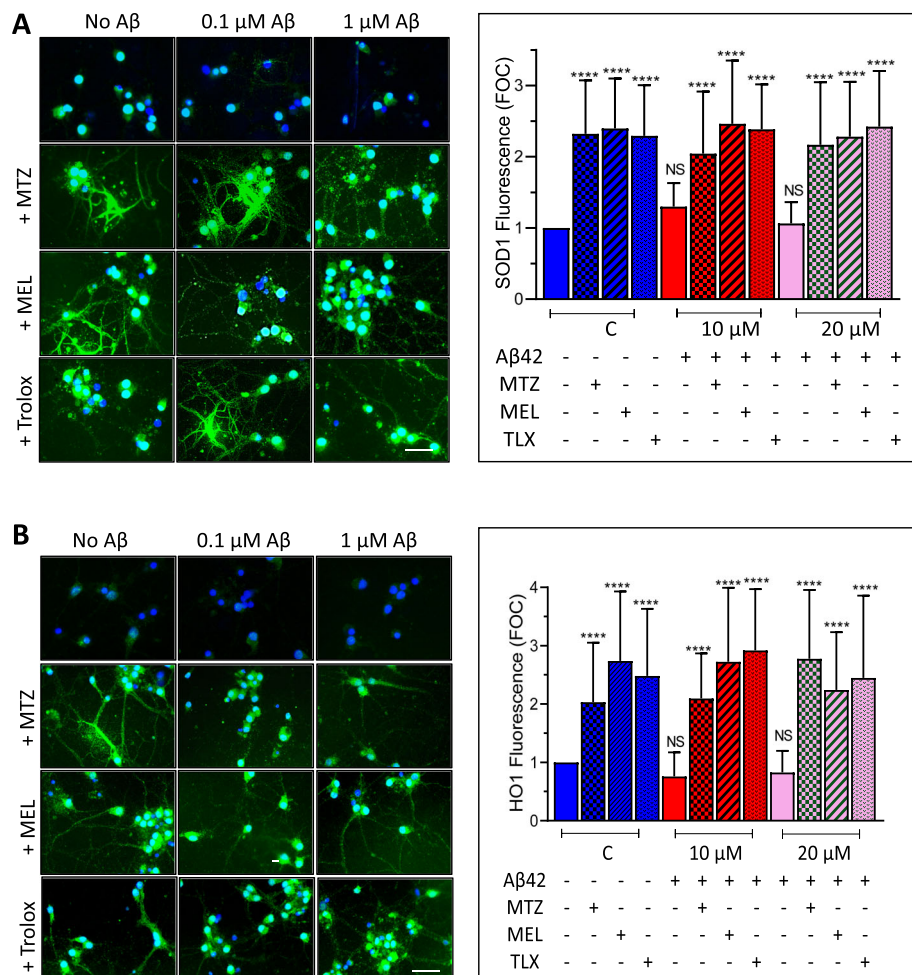 A
No Aβ 0.1 µM Aβ 1 µM Aβ
+ MTZ
+ MEL
+ Trolox
SOD1 Fluorescence (FOC)
3
2
1
0
**** **** **** NS **** **** **** NS **** **** ****
C 10 µM 20 µM
Aβ42 - - - - + + + + + + + +
MTZ - + - - - + - - - + - -
MEL - - + - - - + - - - + -
TLX - - - + - - - + - - - +
B
No Aβ 0.1 µM Aβ 1 µM Aβ
+ MTZ
+ MEL
+ Trolox
HO1 Fluorescence (FOC)
4
3
2
1
0
**** **** **** NS **** **** **** NS **** **** ****
C 10 µM 20 µM
Aβ42 - - - - + + + + + + + +
MTZ - + - - - + - - - + - -
MEL - - + - - - + - - - + -
TLX - - - + - - - + - - - +